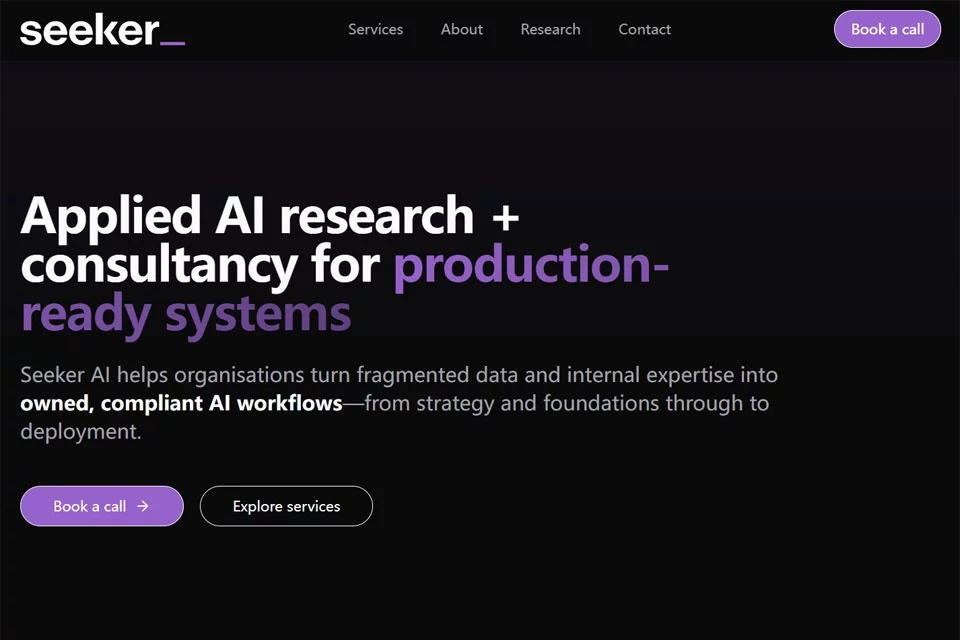 seeker_
Services
About
Research
Contact
Book a call
Applied AI research +
consultancy for production-
ready systems
Seeker AI helps organisations turn fragmented data and internal expertise into
owned, compliant AI workflows—from strategy and foundations through to
deployment.
Book a call →
Explore services